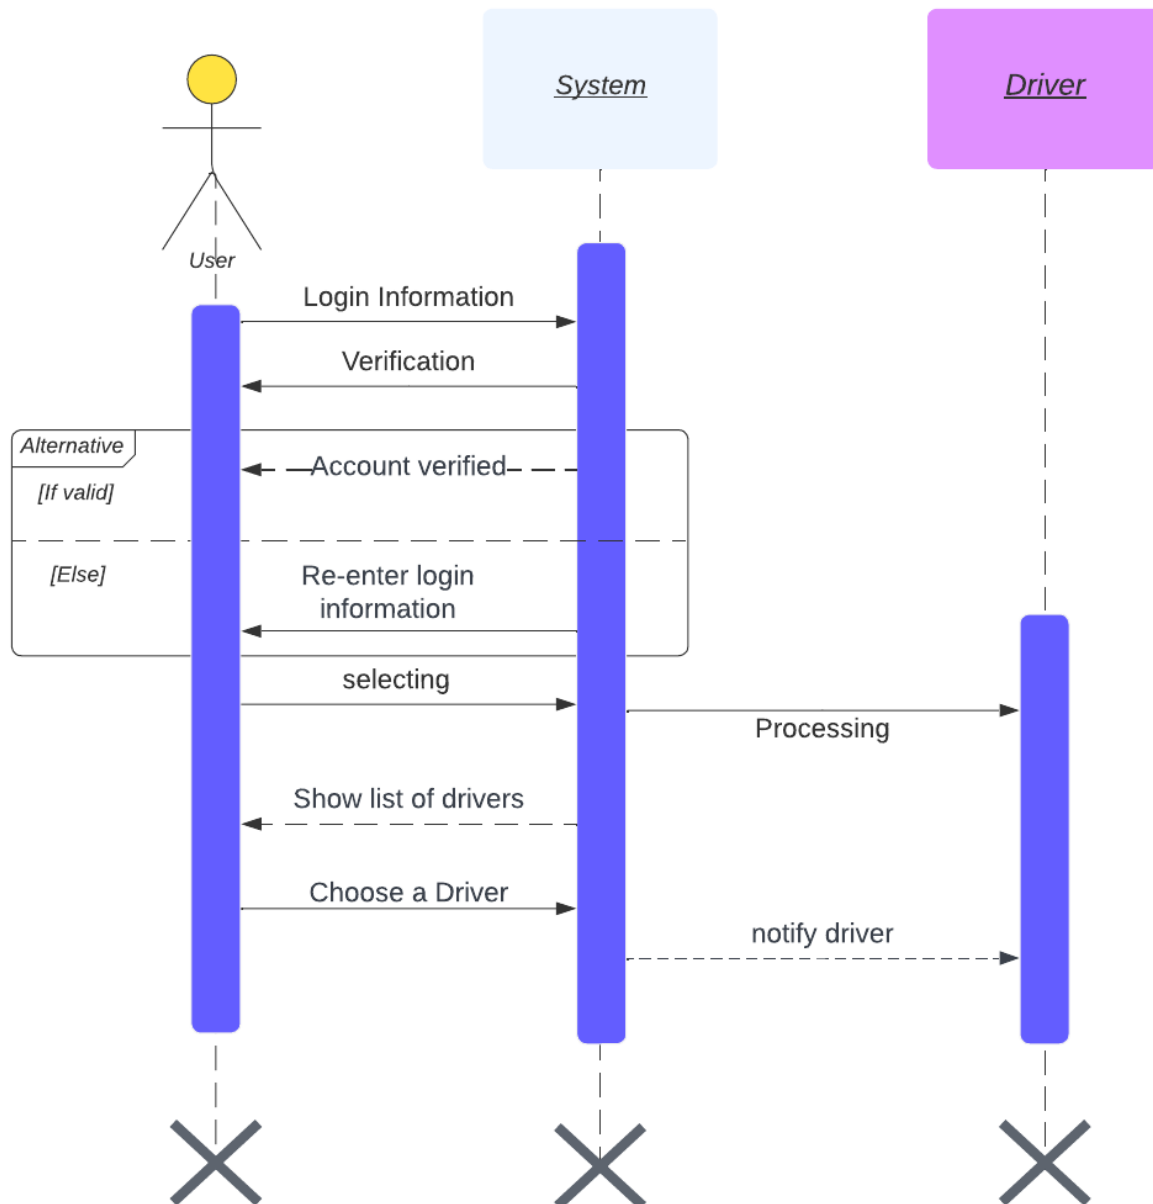 System
Driver
User
Login Information
Verification
Alternative
Account verified
[If valid]
[Else]
Re-enter login
information
selecting
Processing
Show list of drivers
Choose a Driver
notify driver